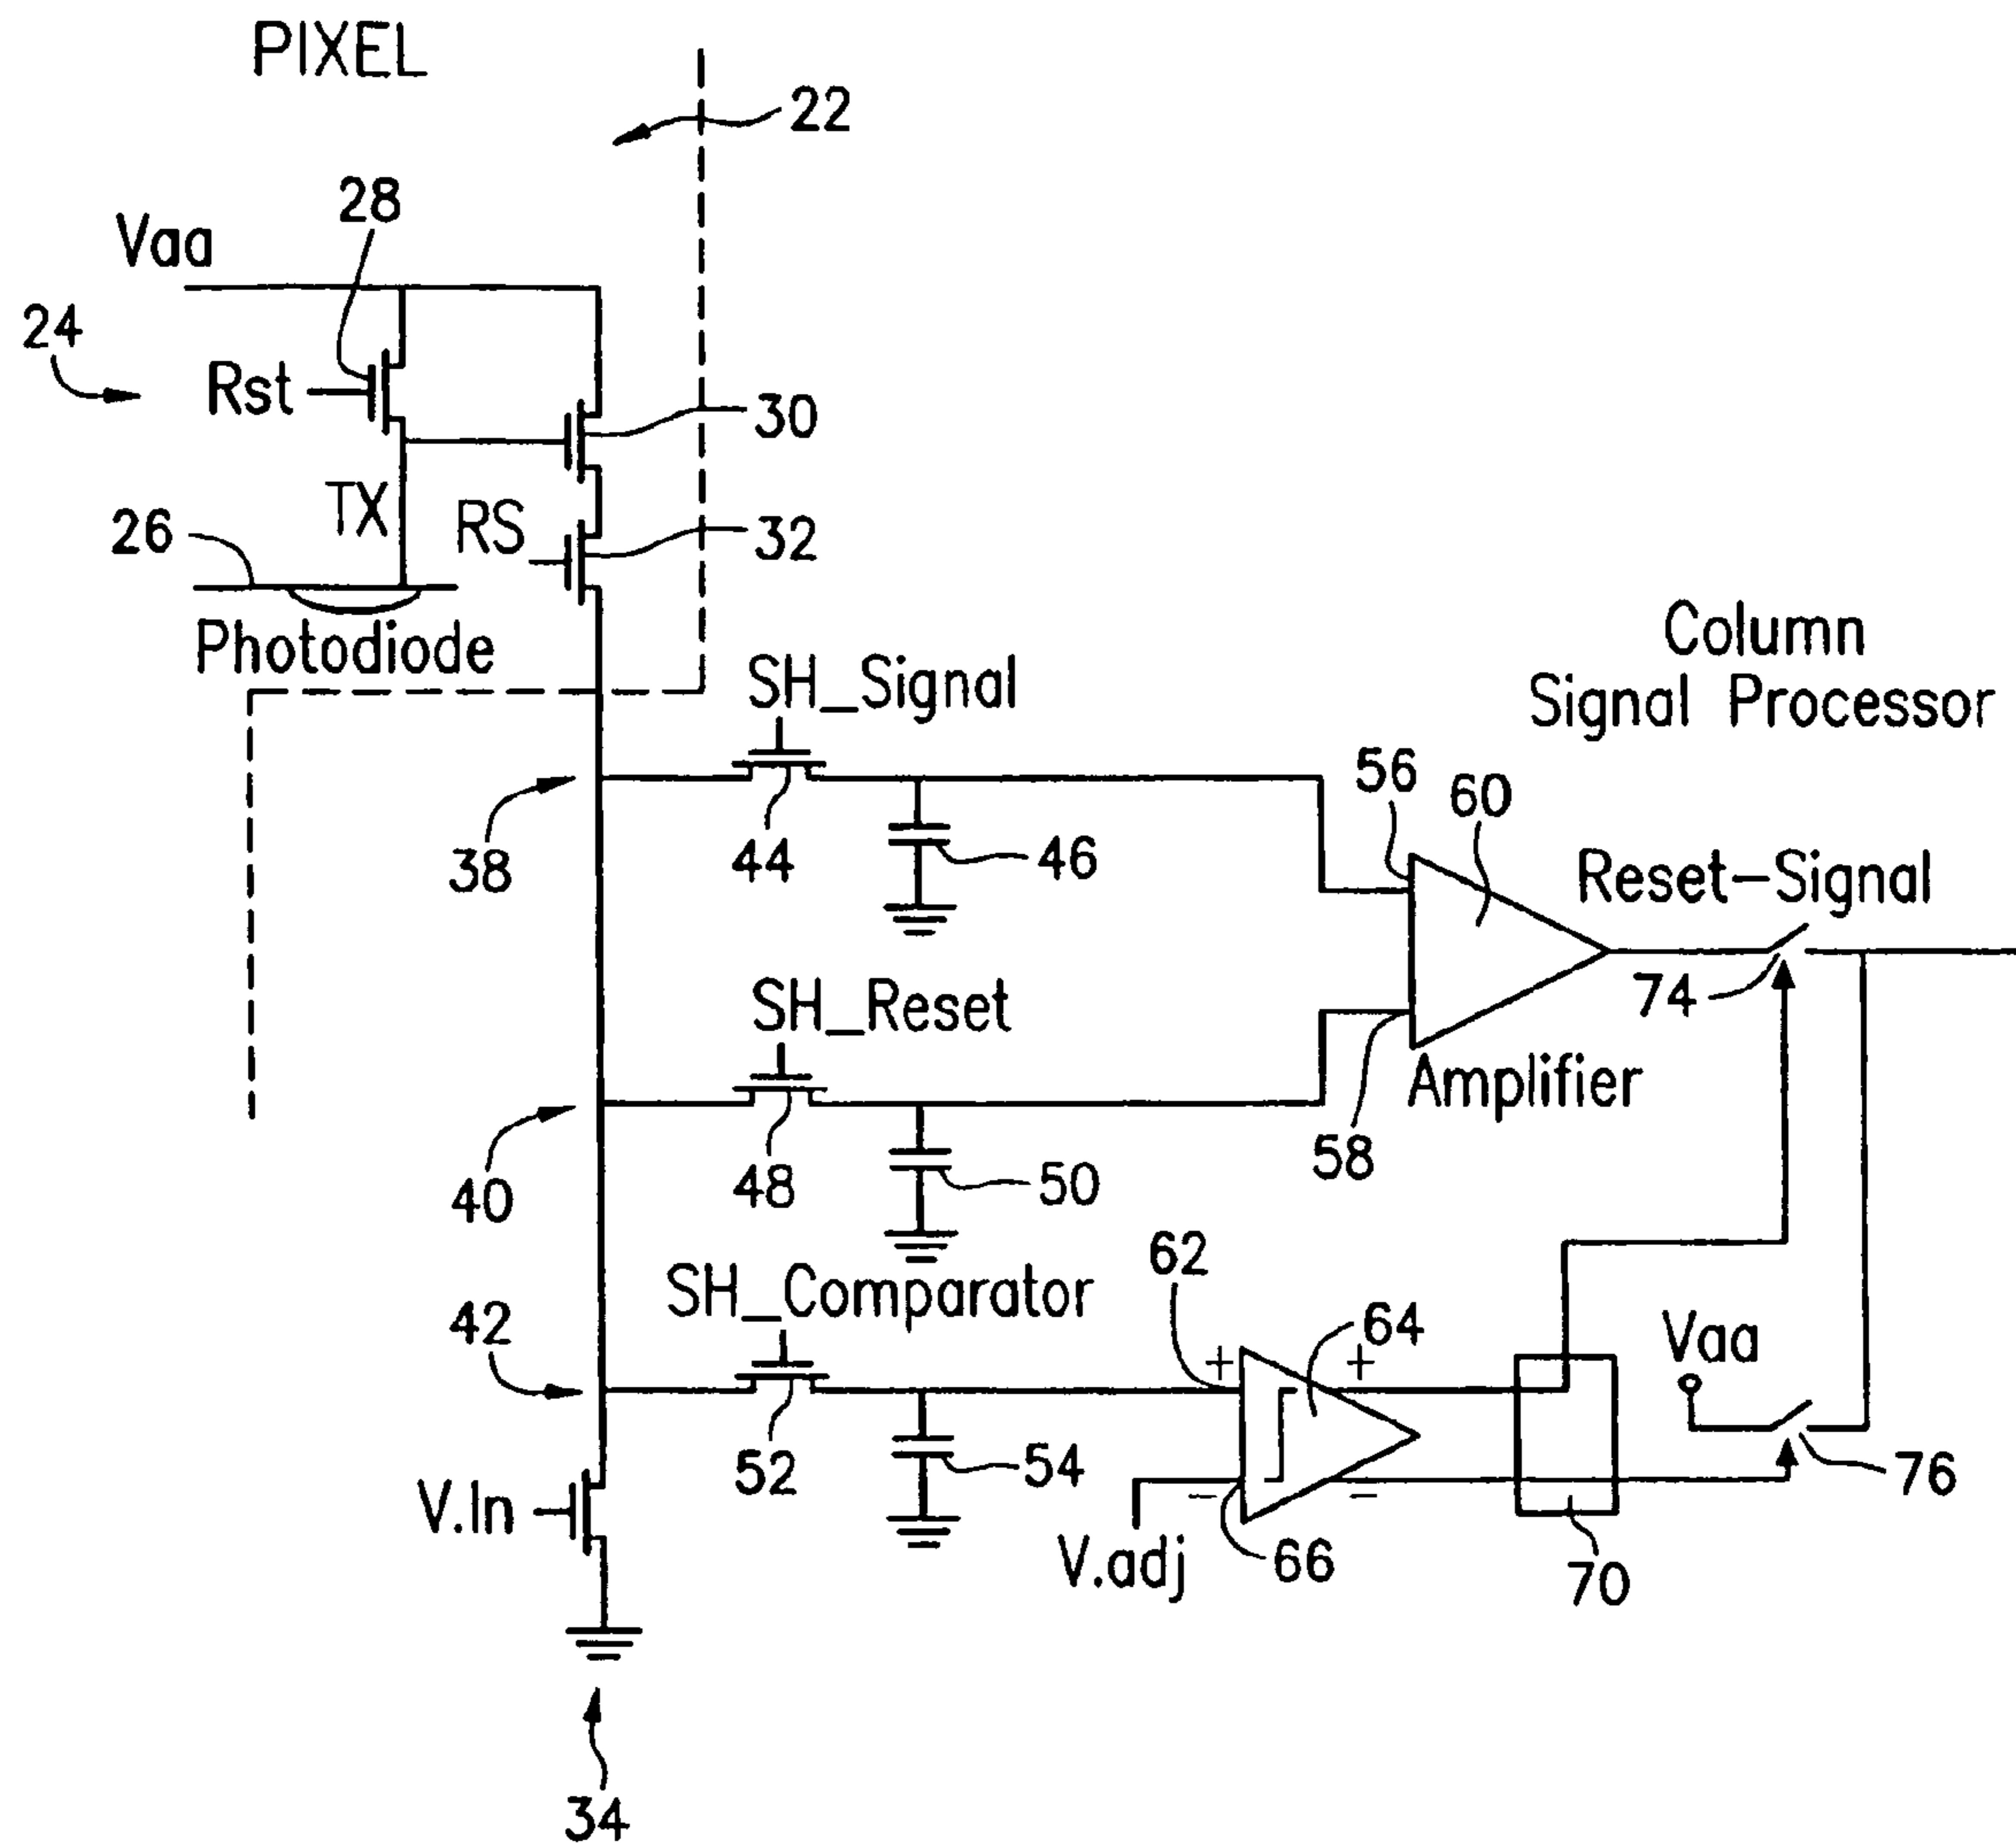 PIXEL
22
28
Vaa
24
Rst
30
TX
RS
26
32
Photodiode
Column
Signal Processor
SH_Signal
56
60
38
44
46
Reset-Signal
SH_Reset
74
Amplifier
58
40
48
50
62
SH_Comparator
42
+
+
64
Vaa
52
54
76
V.In
-
-
V.adj
66
70
34